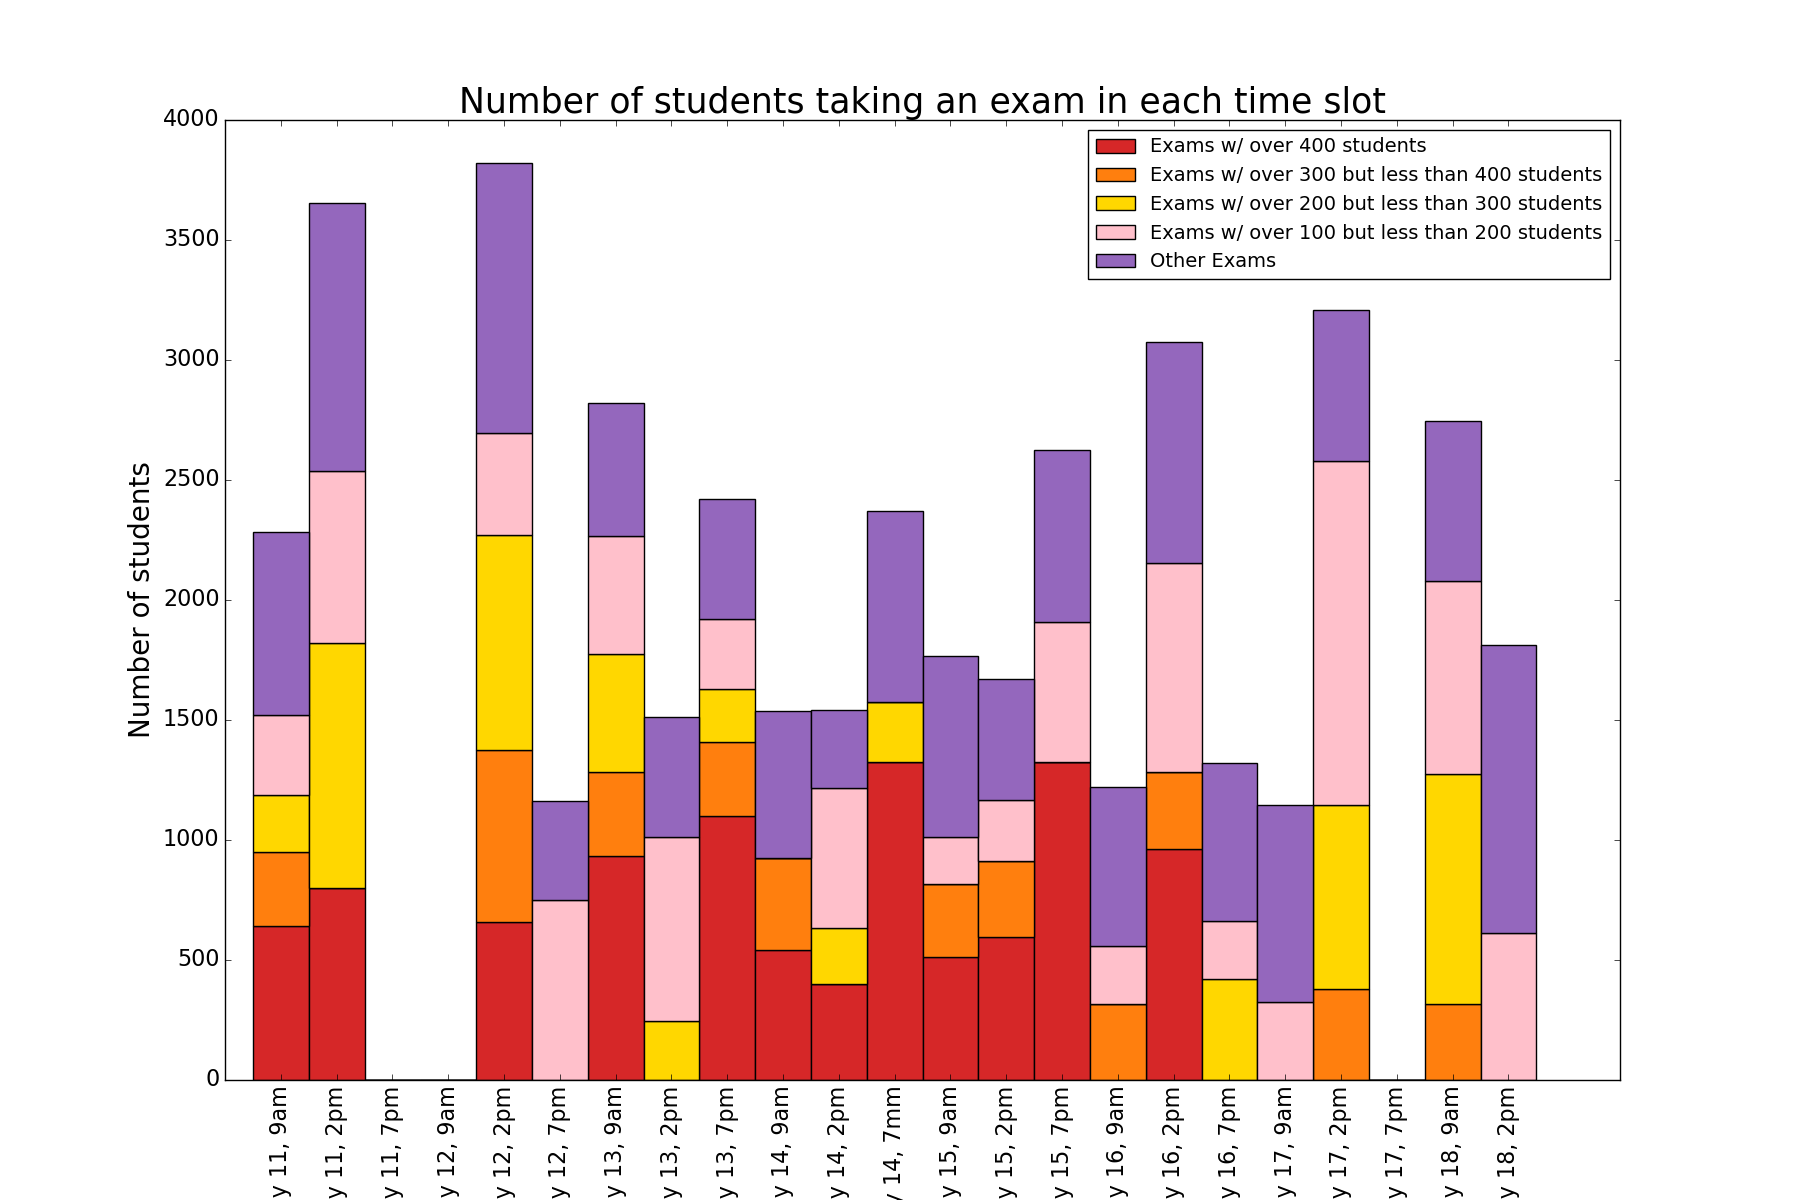 Number of students taking an exam in each time slot
Exams w/ over 400 students
Exams w/ over 300 but less than 400 students
Exams w/ over 200 but less than 300 students
Exams w/ over 100 but less than 200 students
Other Exams
Number of students
4000
3500
3000
2500
2000
1500
1000
500
0
y 11, 9am
y 11, 2pm
y 11, 7pm
y 12, 9am
y 12, 2pm
y 12, 7pm
y 13, 9am
y 13, 2pm
y 13, 7pm
y 14, 9am
y 14, 2pm
y 14, 7mm
y 15, 9am
y 15, 2pm
y 15, 7pm
y 16, 9am
y 16, 2pm
y 16, 7pm
y 17, 9am
y 17, 2pm
y 17, 7pm
y 18, 9am
y 18, 2pm